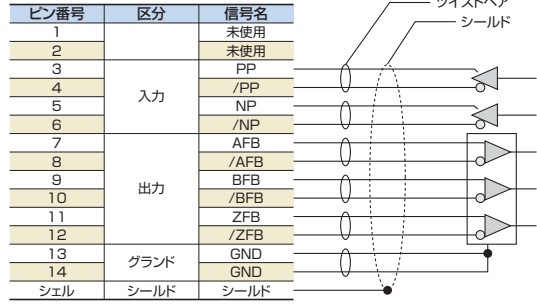 ツイストペア
シールド
ピン番号 区分 信号名
1 未使用
2 未使用
3 入力 PP
4 /PP
5 NP
6 /NP
7 出力 AFB
8 /AFB
9 BFB
10 /BFB
11 ZFB
12 /ZFB
13 グランド GND
14 GND
シェル シールド シールド